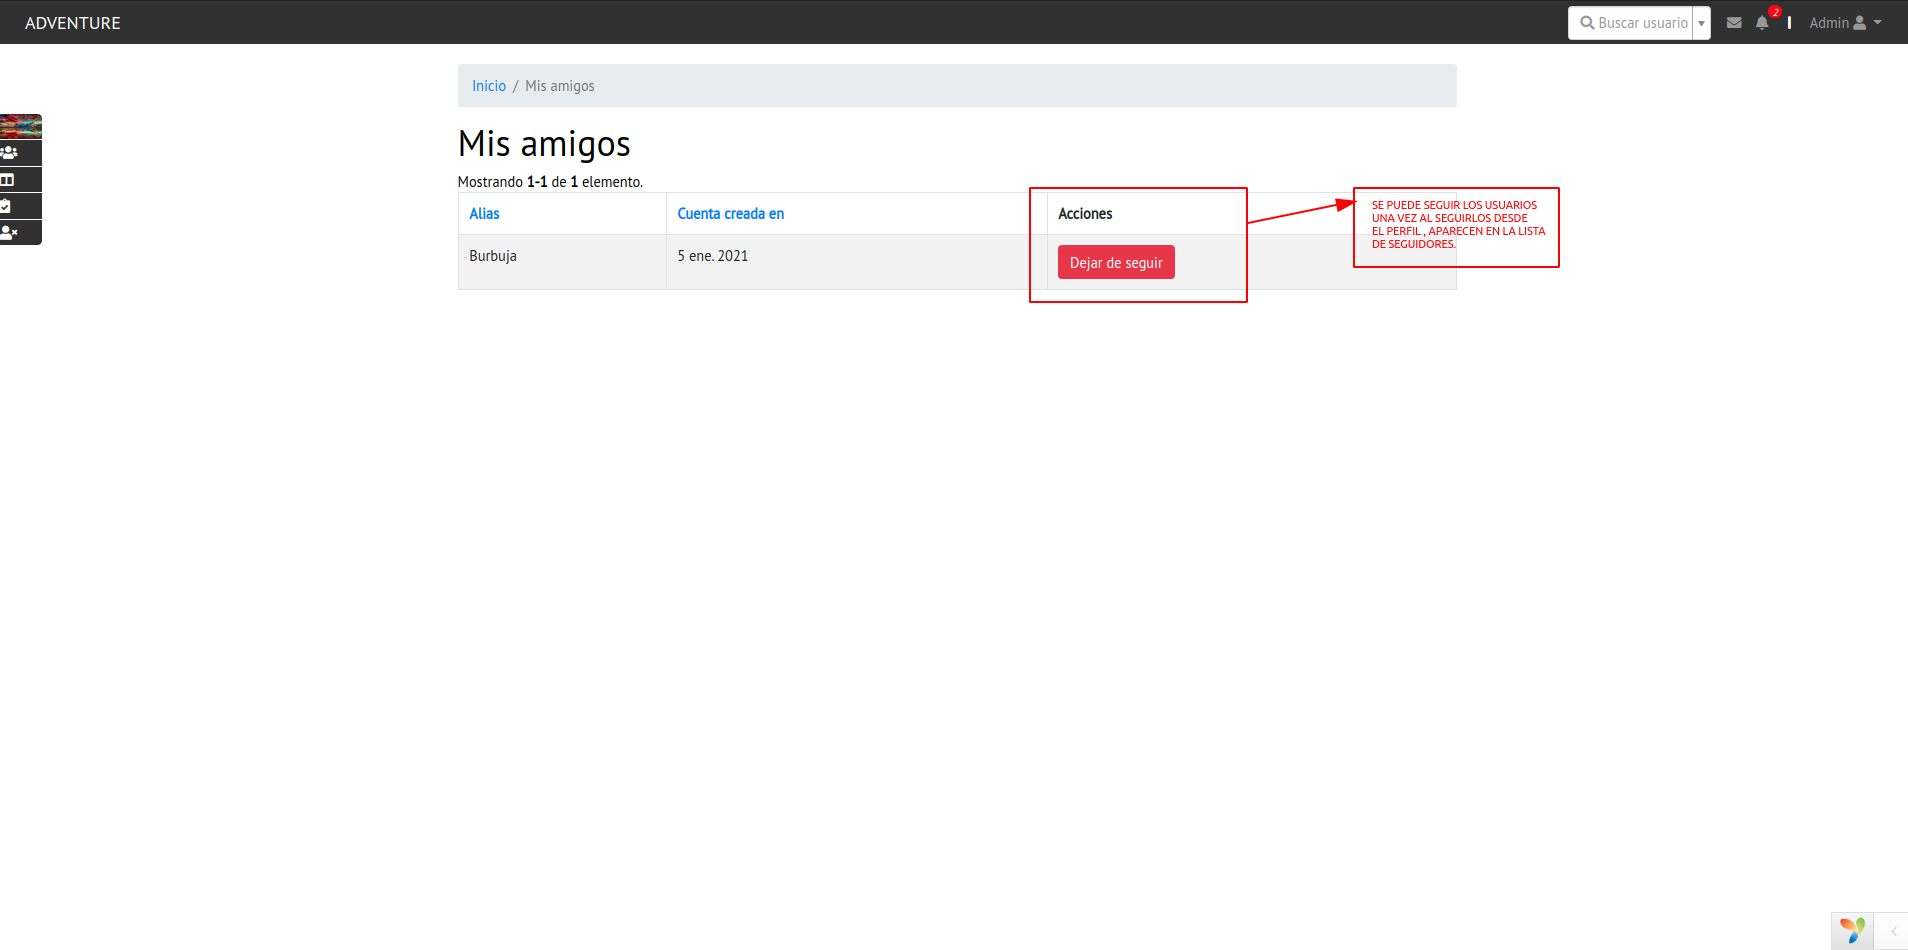 ADVENTURE
Buscar usuario
2
Admin
Inicio / Mis amigos
Mis amigos
Mostrando 1-1 de 1 elemento.
Alias
Cuenta creada en
Acciones
Burbuja
5 ene. 2021
Dejar de seguir
SE PUEDE SEGUIR LOS USUARIOS
UNA VEZ AL SEGUIRLOS DESDE
EL PERFIL , APARECEN EN LA LISTA
DE SEGUIDORES.